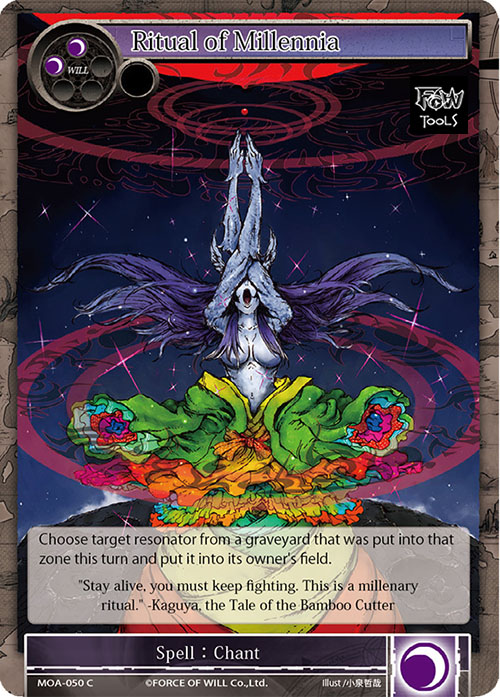 Ritual of Millennia
WILL
FOW
TOOLS
Choose target resonator from a graveyard that was put into that
zone this turn and put it into its owner's field.
"Stay alive, you must keep fighting. This is a millenary
ritual." -Kaguya, the Tale of the Bamboo Cutter
Spell : Chant
MOA-050 C ©FORCE OF WILL Co.,Ltd. Illust/小泉哲哉